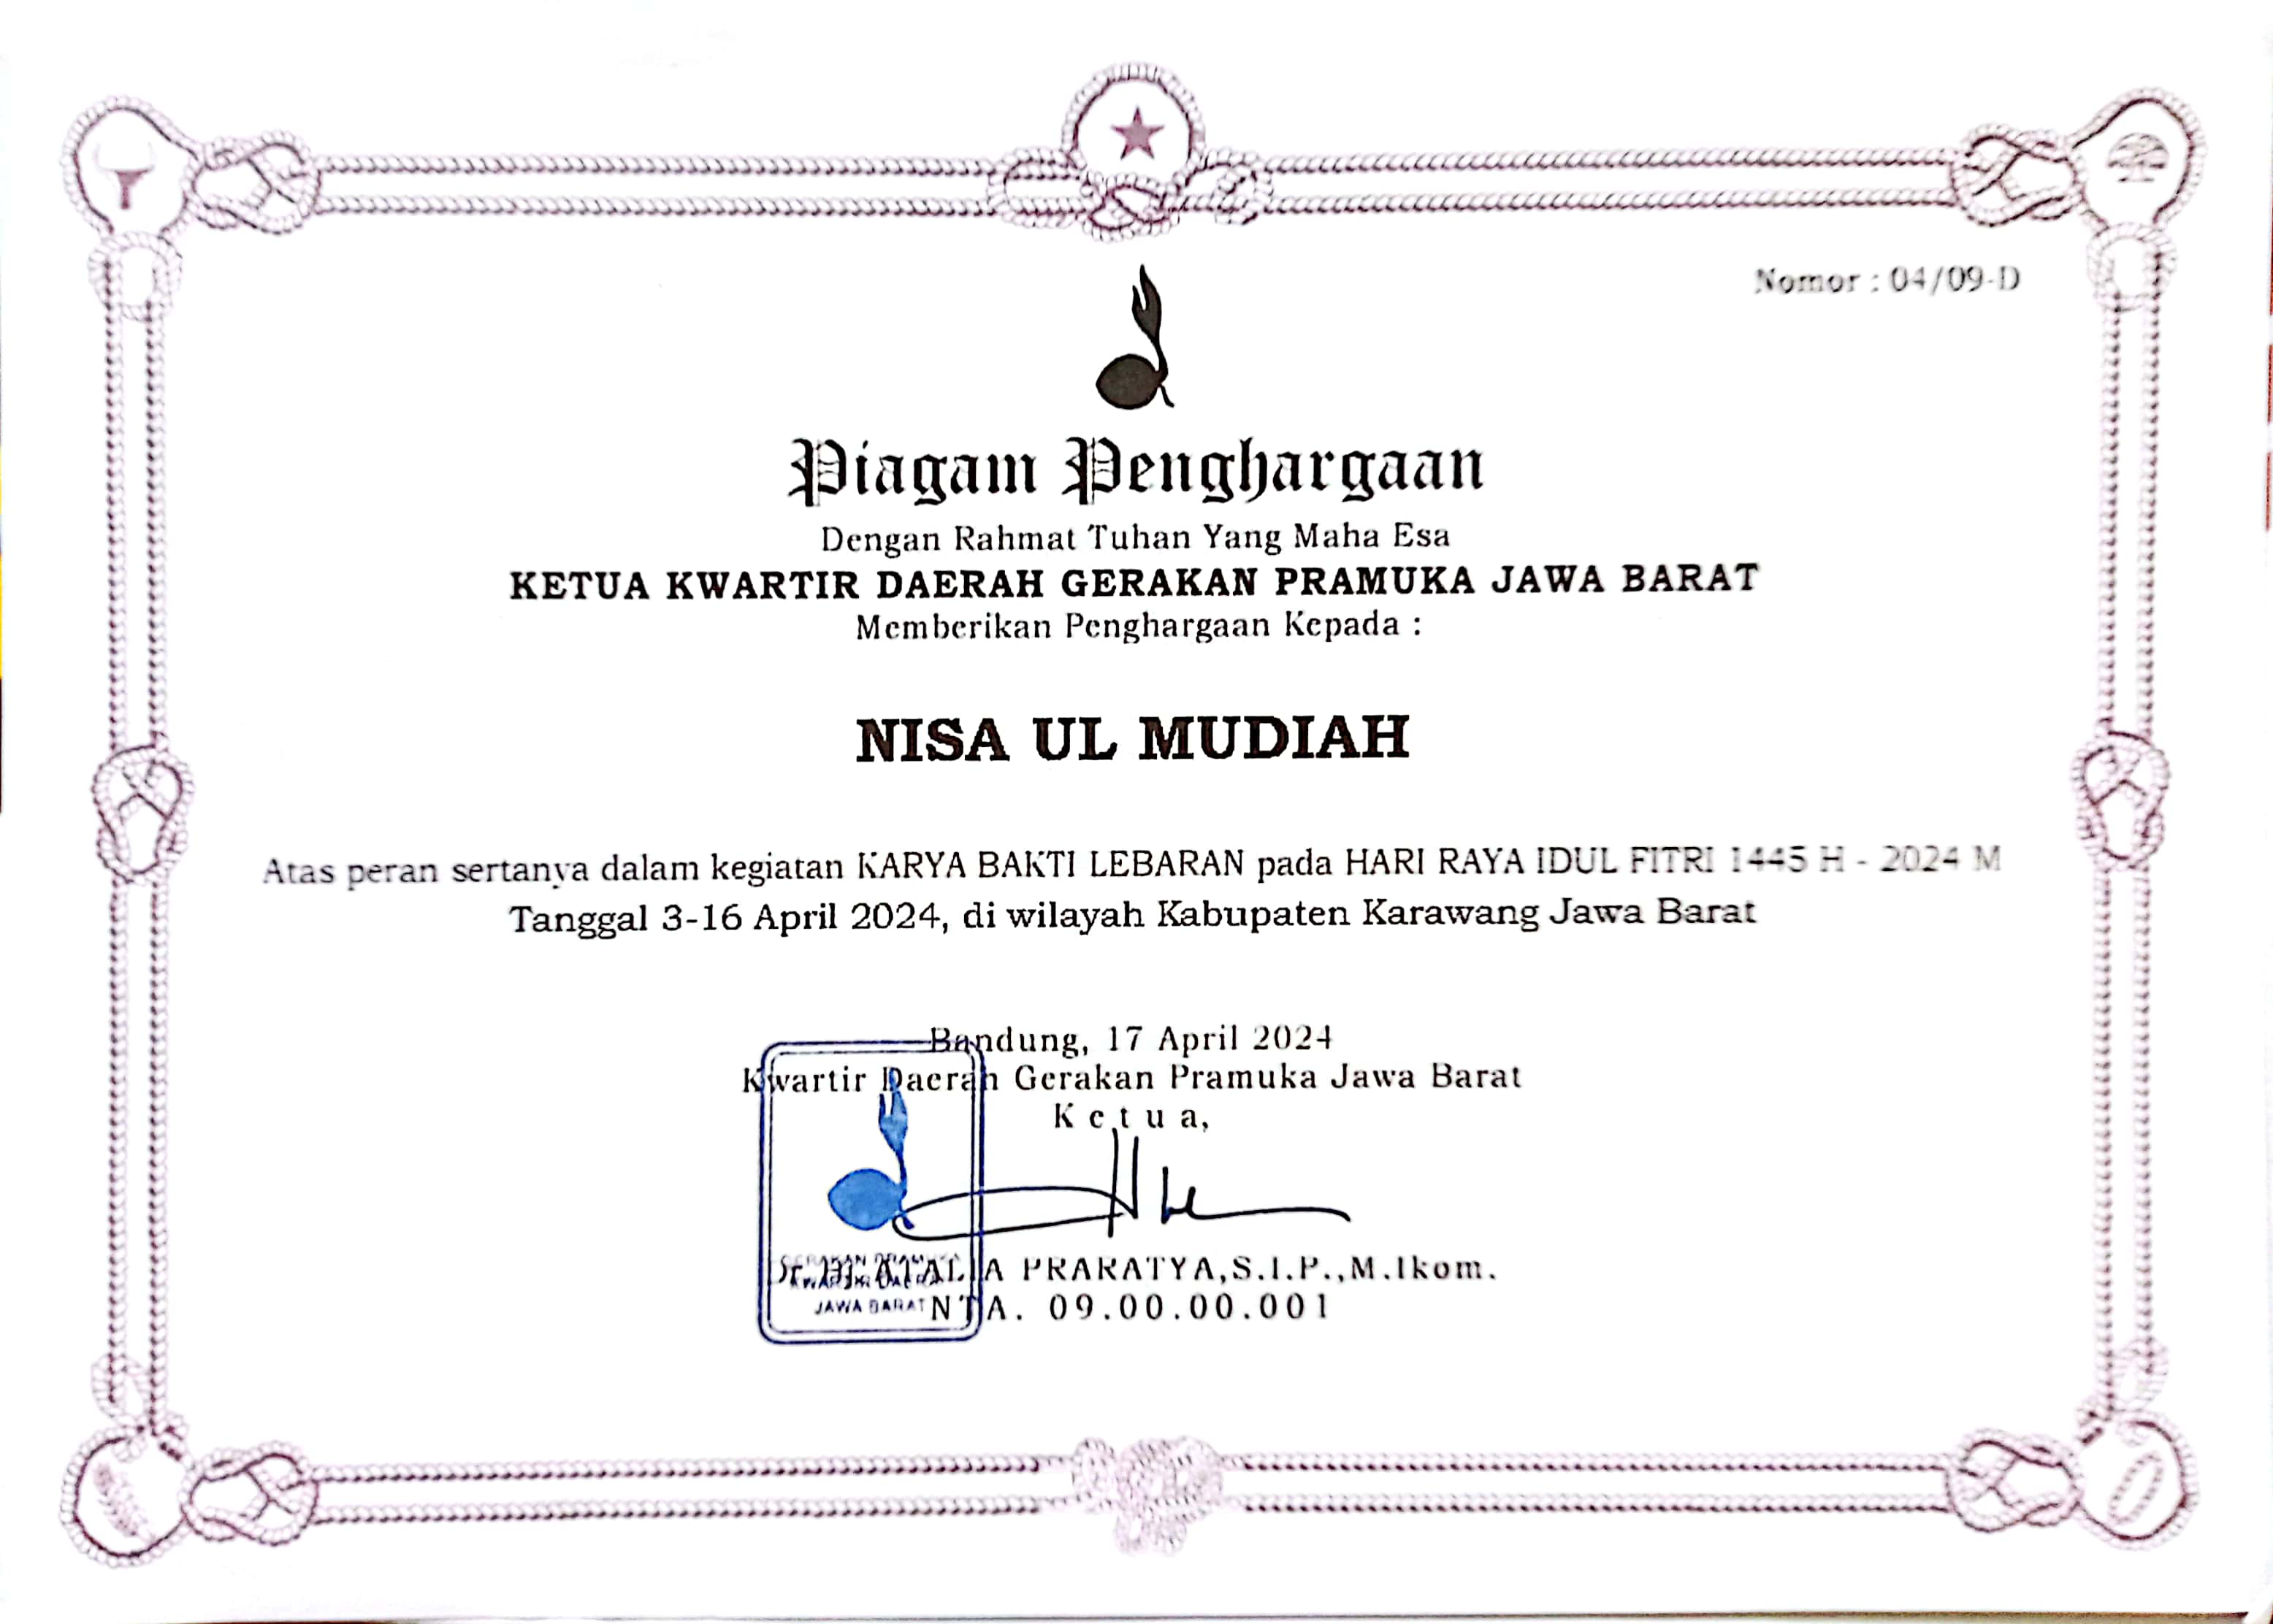 Nomor : 04/09-D
Piagam Penghargaan
Dengan Rahmat Tuhan Yang Maha Esa
KETUA KWARTIR DAERAH GERAKAN PRAMUKA JAWA BARAT
Memberikan Penghargaan Kepada :
NISA UL MUDIAH
Atas peran sertanya dalam kegiatan KARYA BAKTI LEBARAN pada HARI RAYA IDUL FITRI 1445 H - 2024 M
Tanggal 3-16 April 2024, di wilayah Kabupaten Karawang Jawa Barat
Bandung, 17 April 2024
Kwartir Daerah Gerakan Pramuka Jawa Barat
K e t u a,
GERAKAN PRAMUKA
JAWA BARAT
ATALIA PRARATYA,S.I.P.,M.Ikom.
NTA. 09.00.00.001